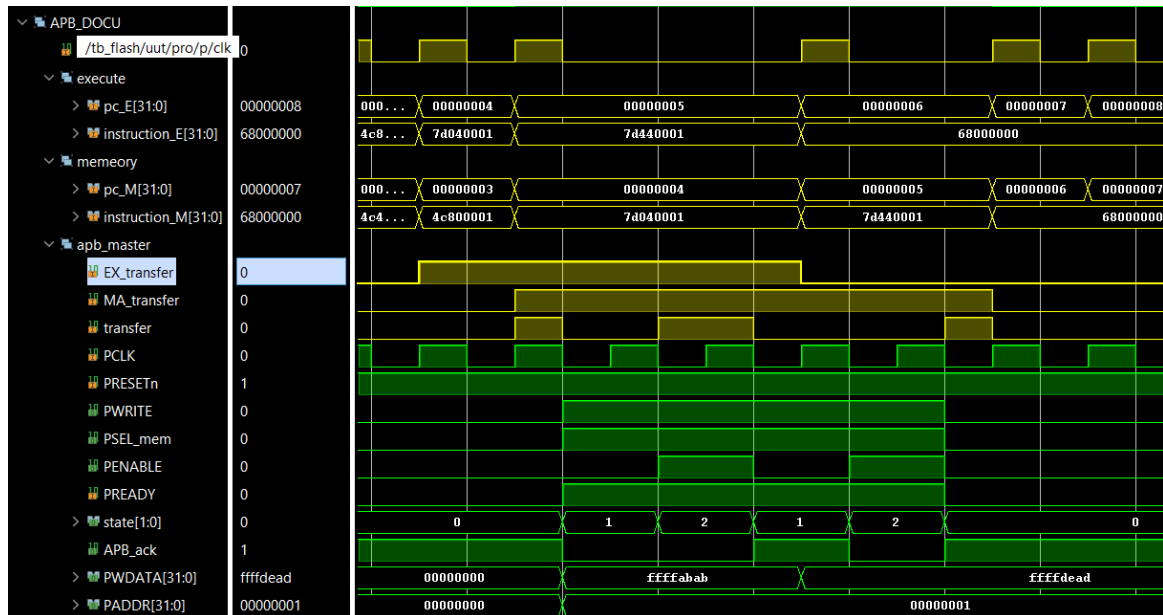 APB_DOCU
/tb_flash/uut/pro/p/clk 0
execute
pc_E[31:0] 00000008 000... 00000004 00000005 00000006 00000007 00000008
instruction_E[31:0] 68000000 4c8... 7d040001 7d440001 68000000
memeory
pc_M[31:0] 00000007 000... 00000003 00000004 00000005 00000006 00000007
instruction_M[31:0] 68000000 4c4... 4c800001 7d040001 7d440001 68000000
apb_master
EX_transfer 0
MA_transfer 0
transfer 0
PCLK 0
PRESETn 1
PWRITE 0
PSEL_mem 0
PENABLE 0
PREADY 0
state[1:0] 0 0 1 2 1 2 0
APB_ack 1
PWDATA[31:0] ffffdead 00000000 ffffabab ffffdead
PADDR[31:0] 00000001 00000000 00000001